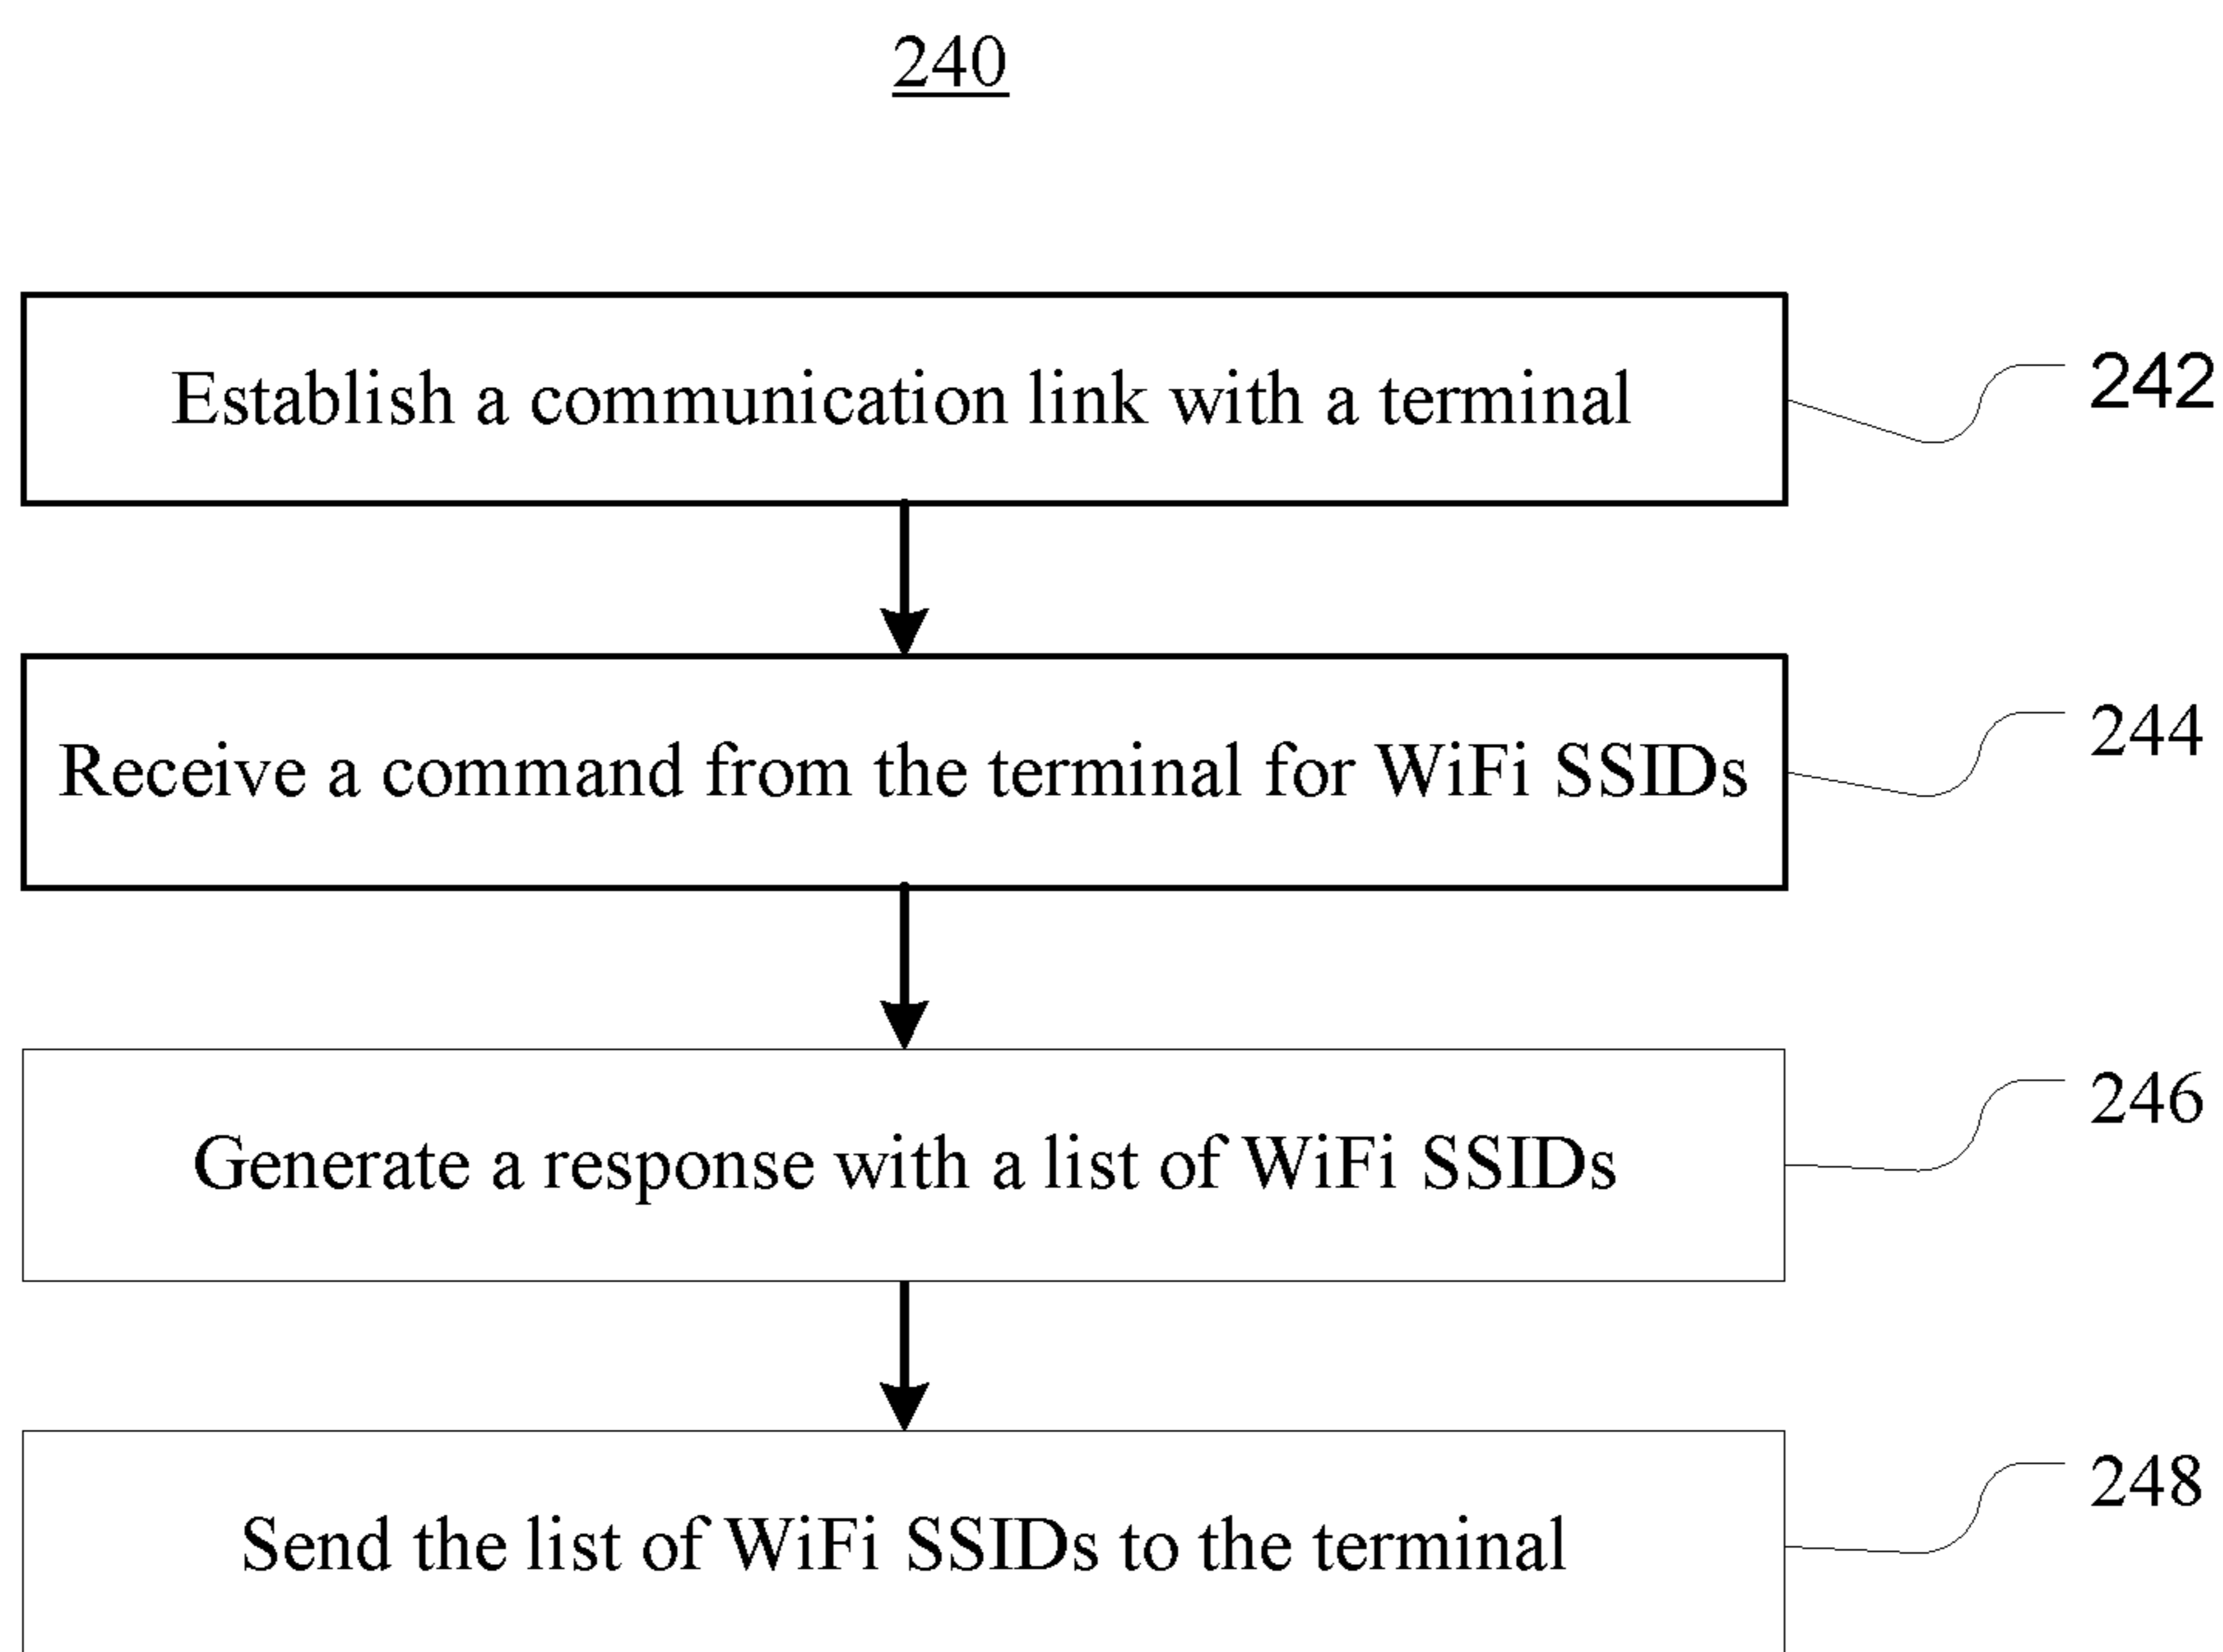 240
Establish a communication link with a terminal
242
Receive a command from the terminal for WiFi SSIDs
244
Generate a response with a list of WiFi SSIDs
246
Send the list of WiFi SSIDs to the terminal
248